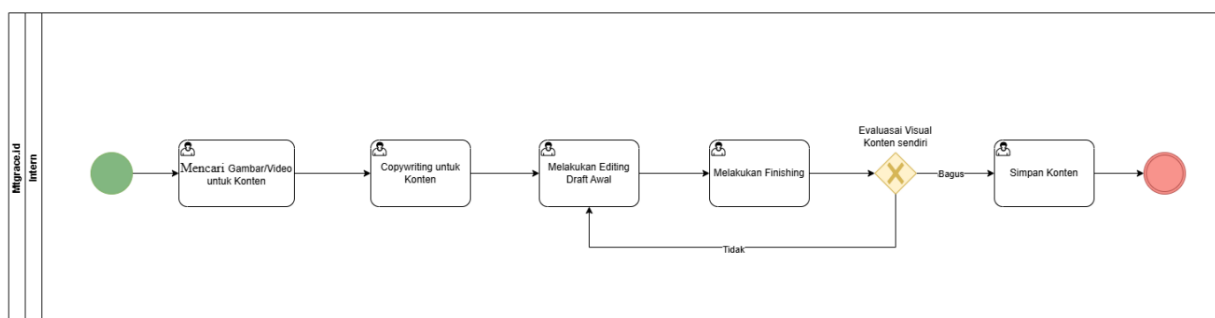 Mtgrace.id
Intern
Mencari Gambar/Video
untuk Konten
Copywriting untuk
Konten
Melakukan Editing
Draft Awal
Melakukan Finishing
Evaluasai Visual
Konten sendiri
Bagus
Simpan Konten
Tidak